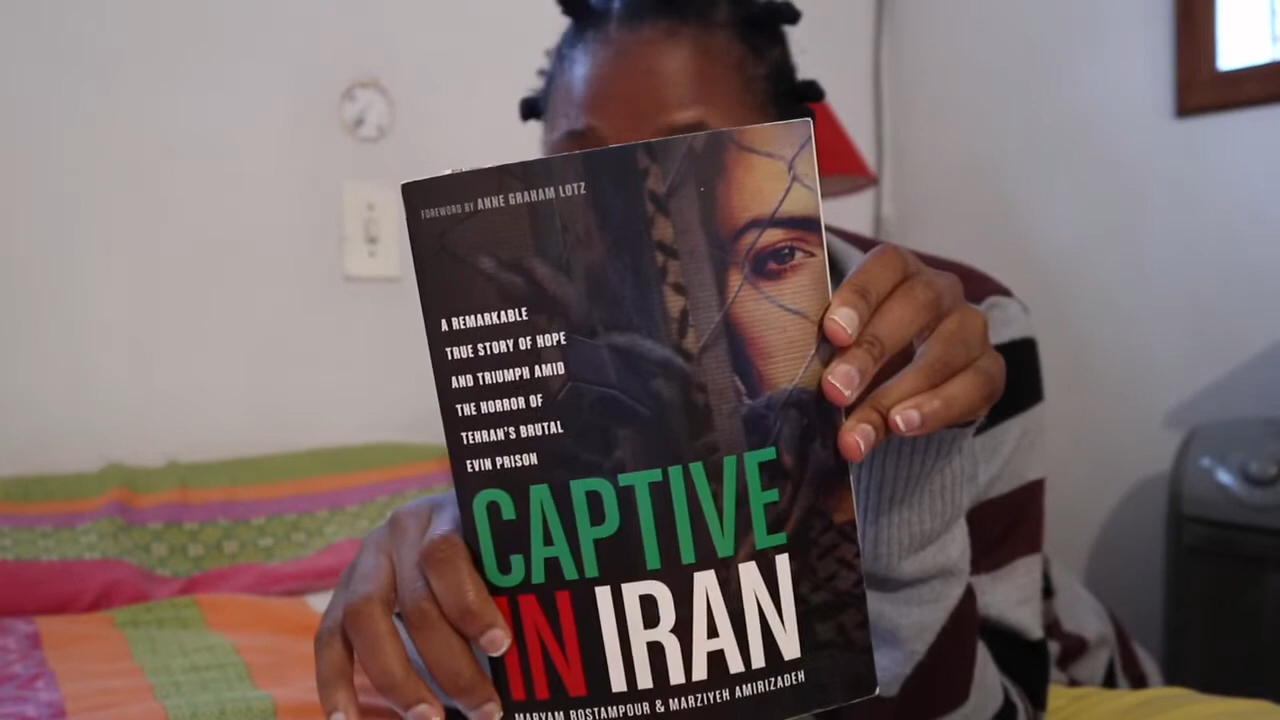 FOREWORD BY ANNE GRAHAM LOTZ
A REMARKABLE
TRUE STORY OF HOPE
AND TRIUMPH AMID
THE HORROR OF
TEHRAN'S BRUTAL
EVIN PRISON
CAPTIVE
IN IRAN
MARYAM ROSTAMPOUR & MARZIYEH AMIRIZADEH